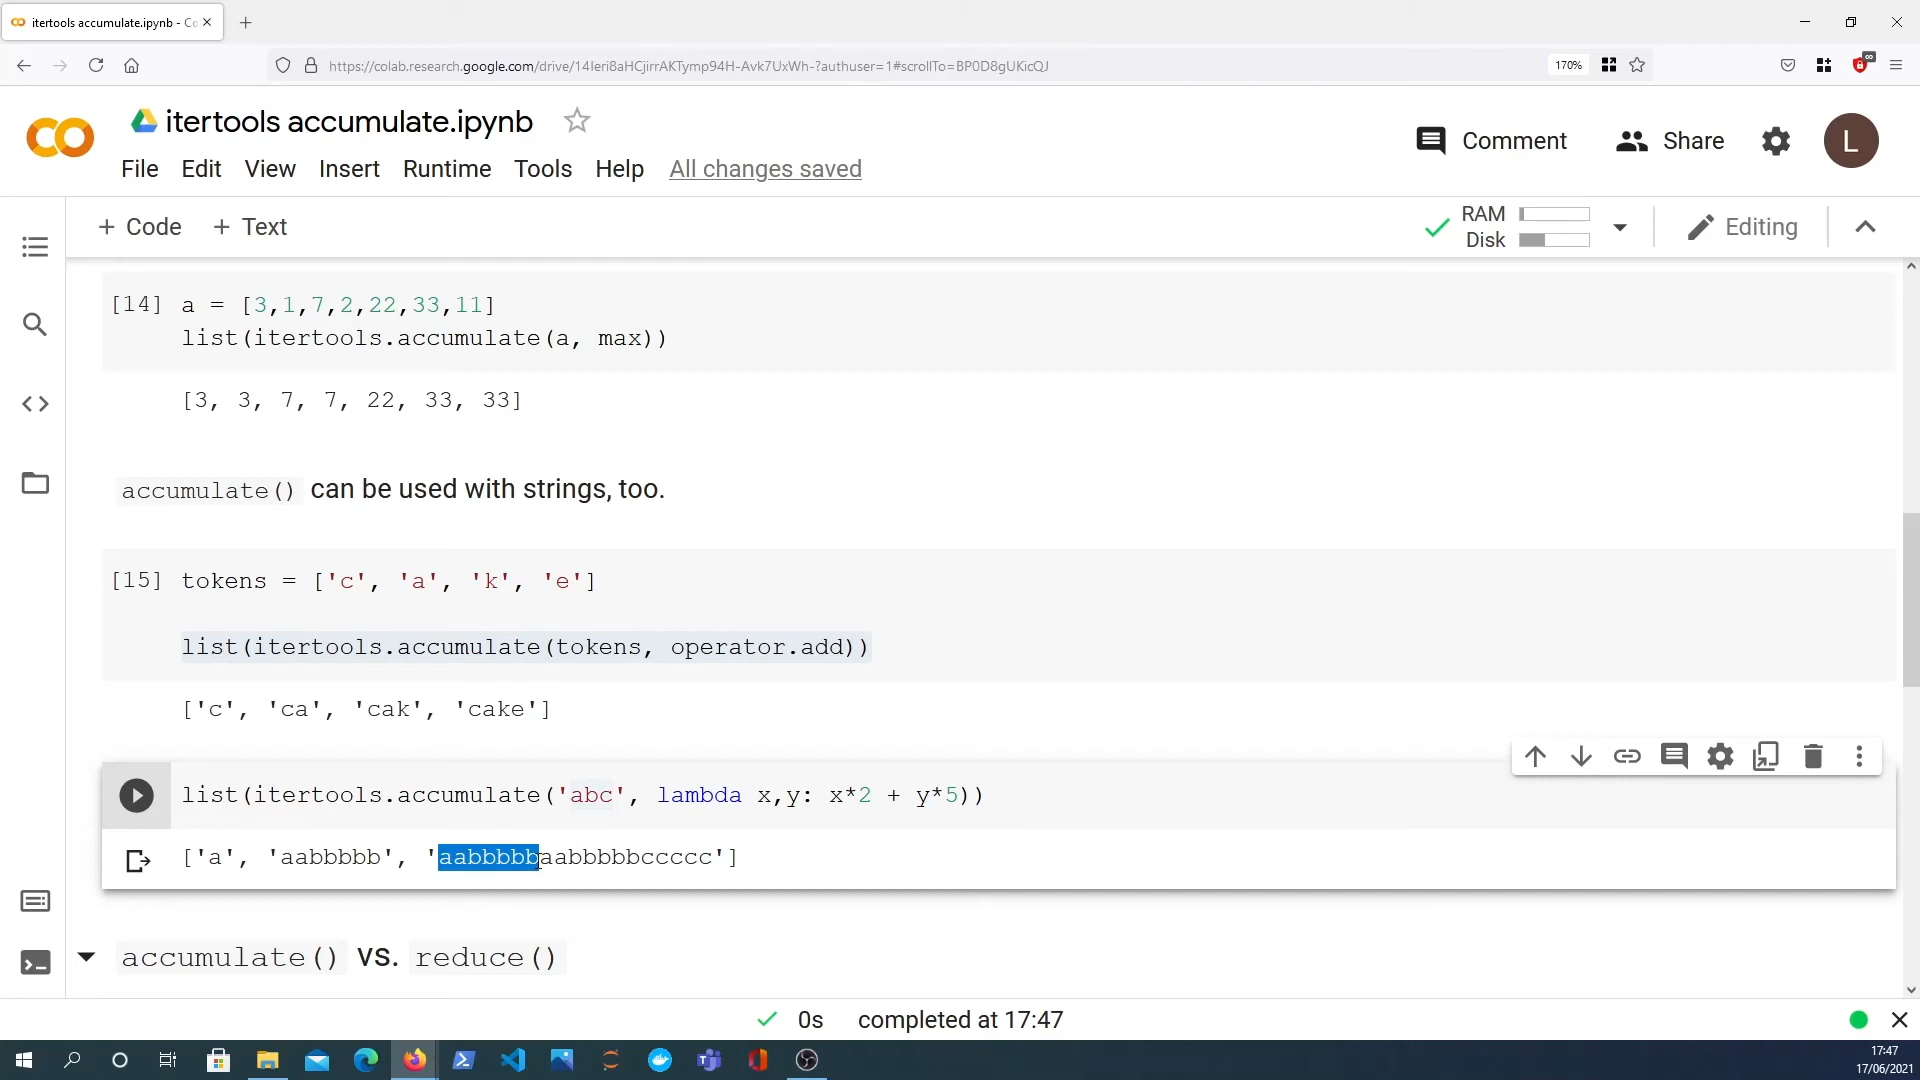 itertools accumulate.ipynb - Co
https://colab.research.google.com/drive/14Ieri8aHCjirrAKTymp94H-Avk7UxWh-?authuser=1#scrollTo=BP0D8gUKicQJ
170%
itertools accumulate.ipynb
File Edit View Insert Runtime Tools Help All changes saved
Comment
Share
L
+ Code + Text
RAM
Disk
Editing
[14] a = [3,1,7,2,22,33,11]
list(itertools.accumulate(a, max))
[3, 3, 7, 7, 22, 33, 33]
accumulate() can be used with strings, too.
[15] tokens = ['c', 'a', 'k', 'e']
list(itertools.accumulate(tokens, operator.add))
['c', 'ca', 'cak', 'cake']
list(itertools.accumulate('abc', lambda x,y: x*2 + y*5))
['a', 'aabbbbb', 'aabbbbbaabbbbbccccc']
accumulate() vs. reduce()
0s completed at 17:47
17:47
17/06/2021